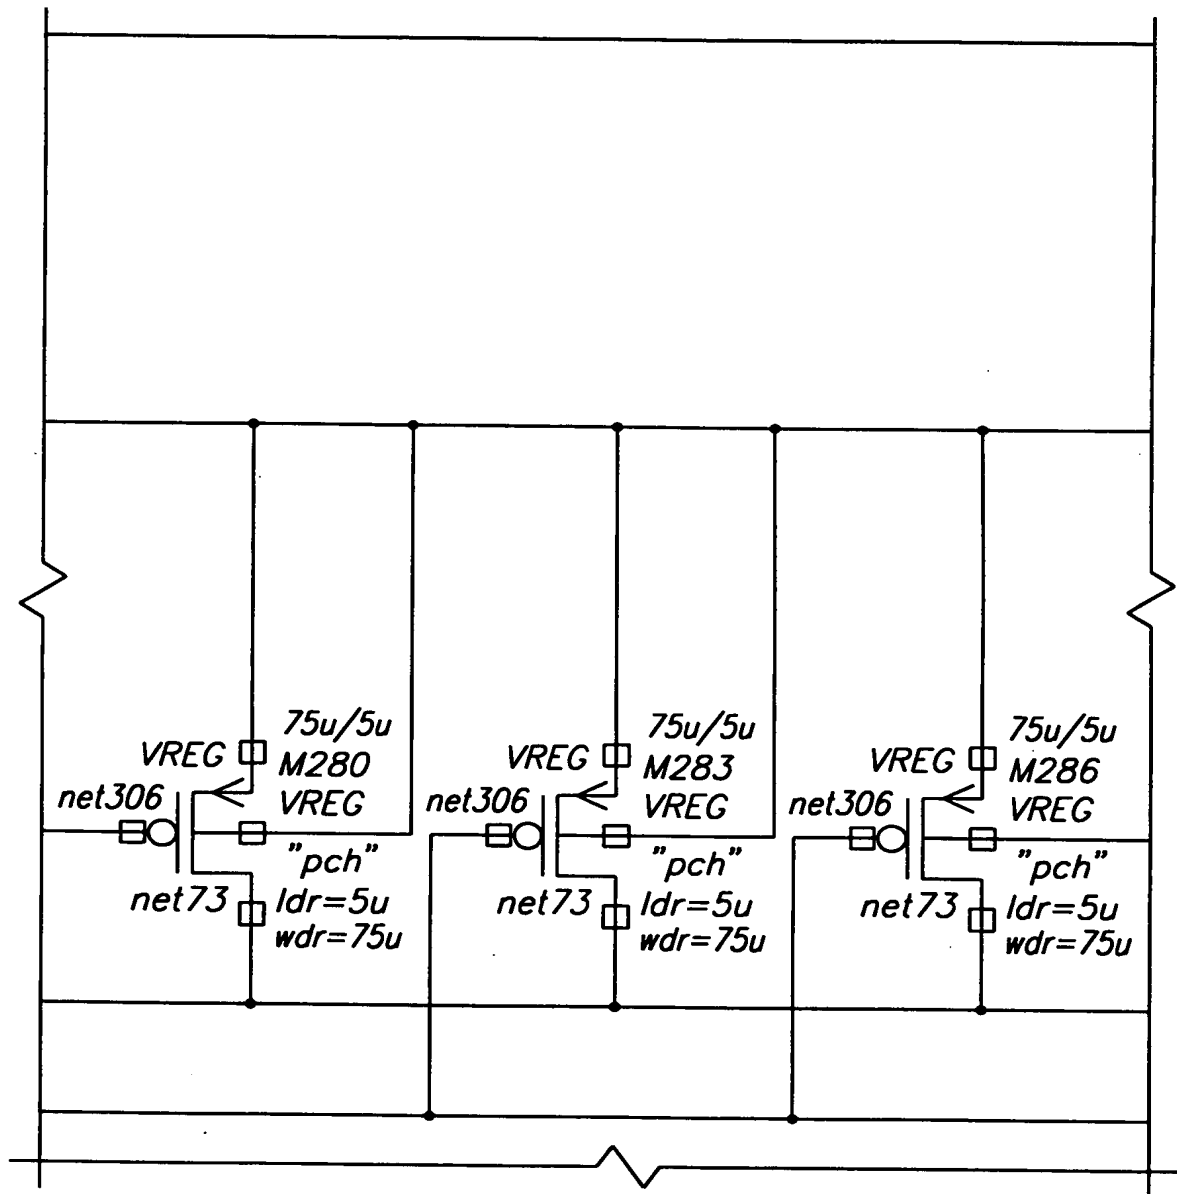 75u/5u
VREG
M280
net306
VREG
"pch"
net73
ldr=5u
wdr=75u
75u/5u
VREG
M283
net306
VREG
"pch"
net73
ldr=5u
wdr=75u
75u/5u
VREG
M286
net306
VREG
"pch"
net73
ldr=5u
wdr=75u